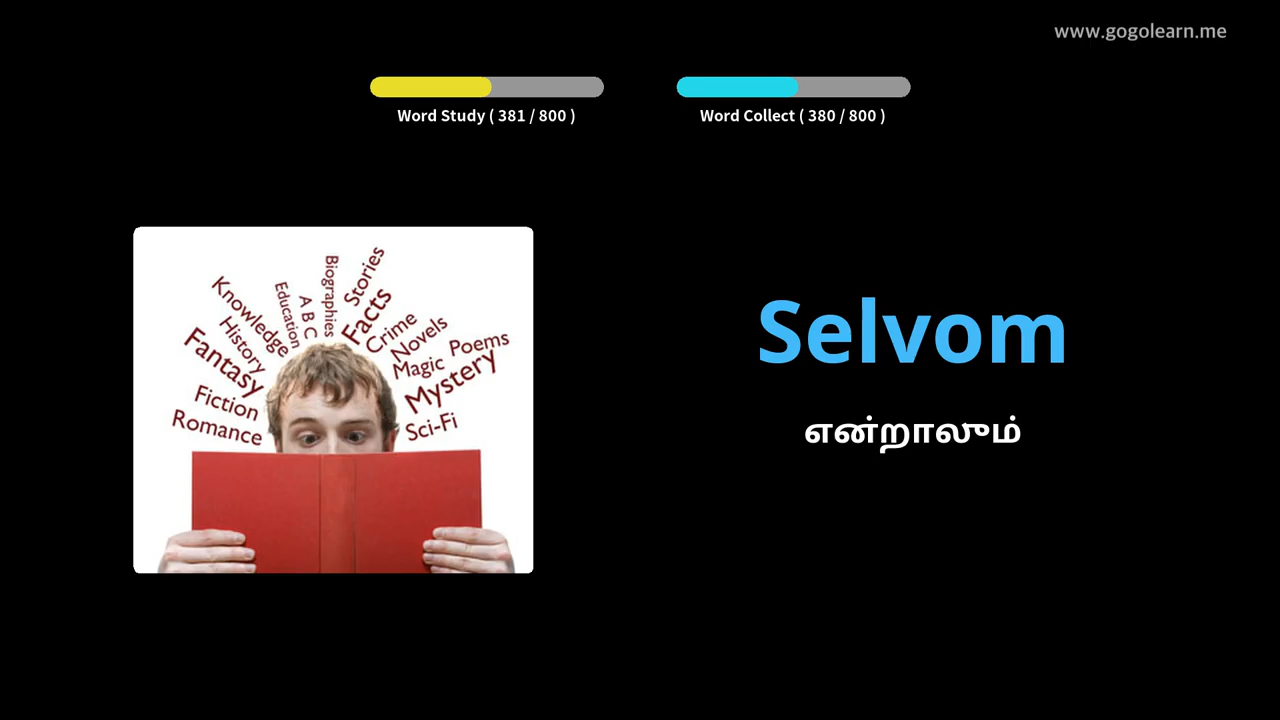 www.gogolearn.me
Word Study ( 381 / 800 )
Word Collect ( 380 / 800 )
Stories
Biographies
Facts
Education
A B C
Knowledge
Crime
Novels
History
Poems
Fantasy
Magic
Mystery
Fiction
Romance
Sci-Fi
Selvom
என்றாலும்